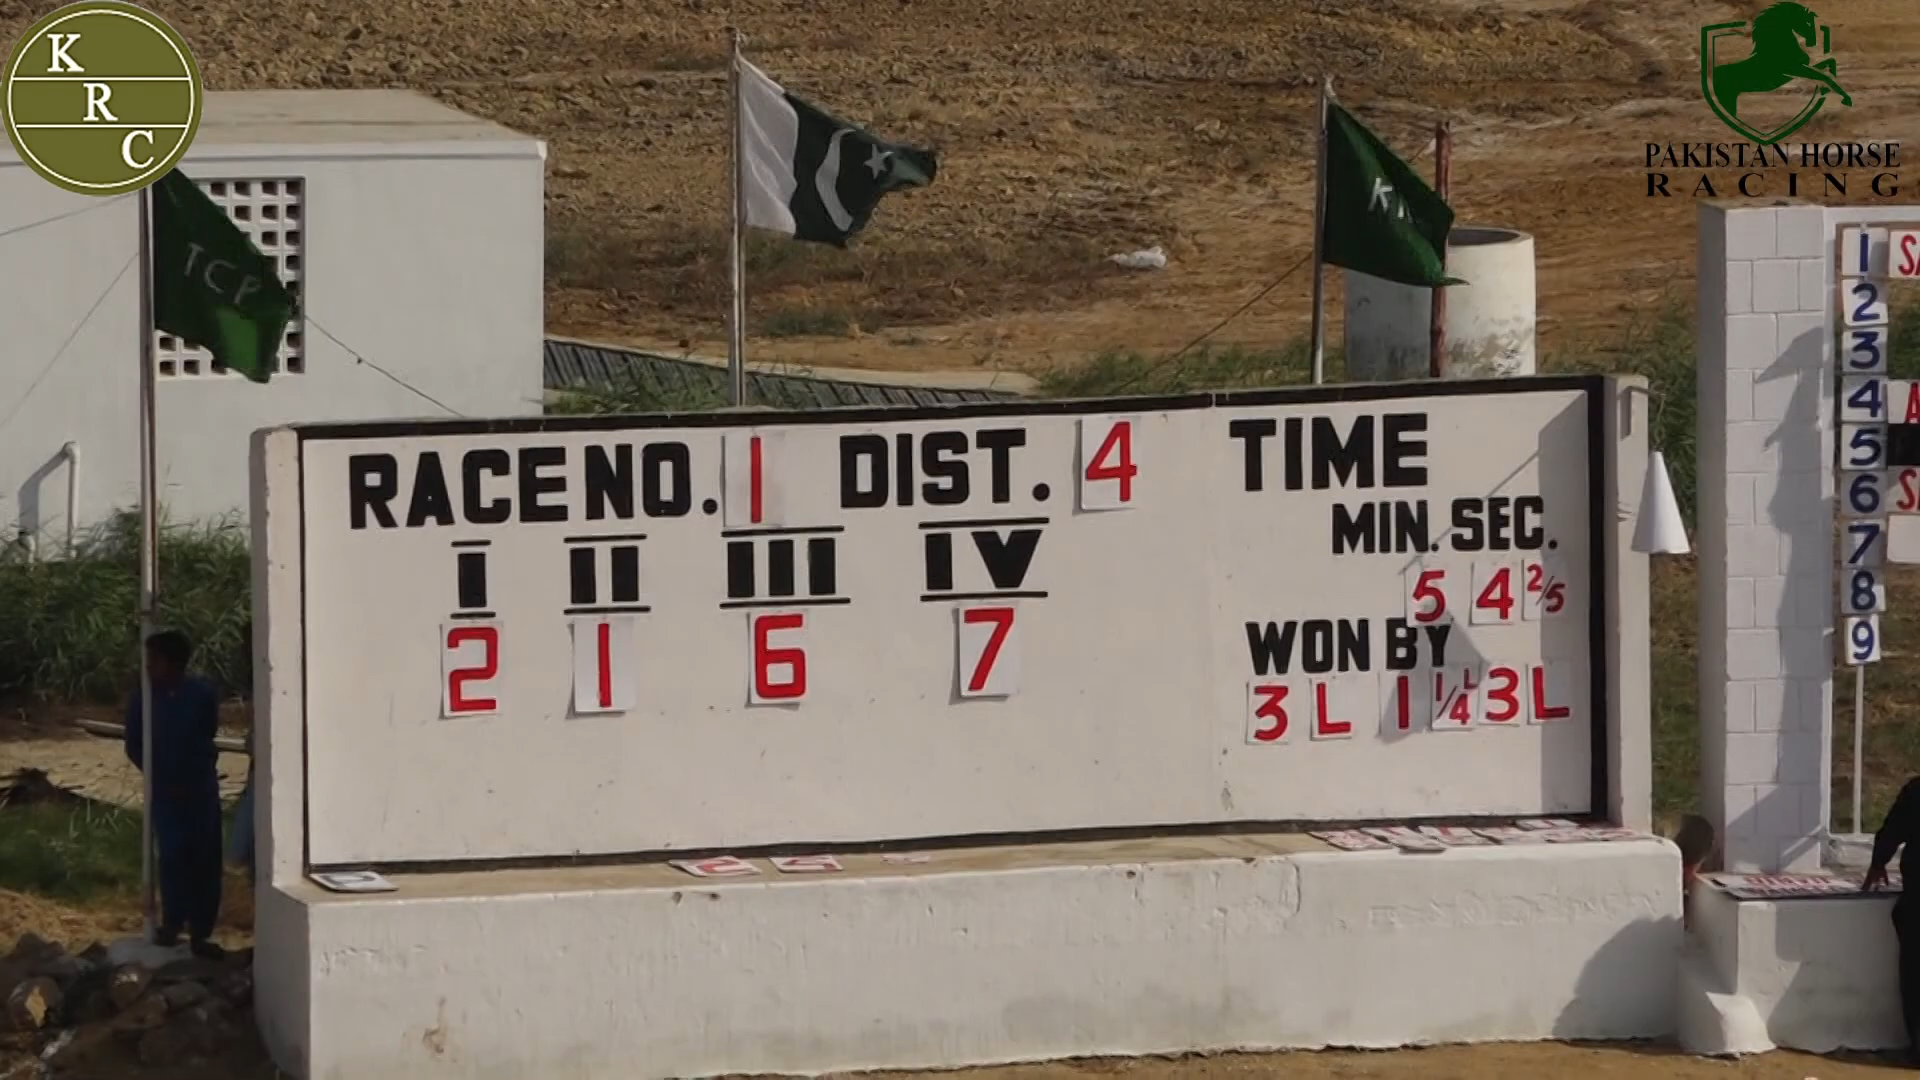 K
R
C
PAKISTAN HORSE
RACING
TCP
RACE NO. 1 DIST. 4 TIME
MIN. SEC.
I II III IV
5 4 2/5
2 1 6 7
WON BY
3 L 1 1/4 L 3 L
1
2
3
4
5
6
7
8
9